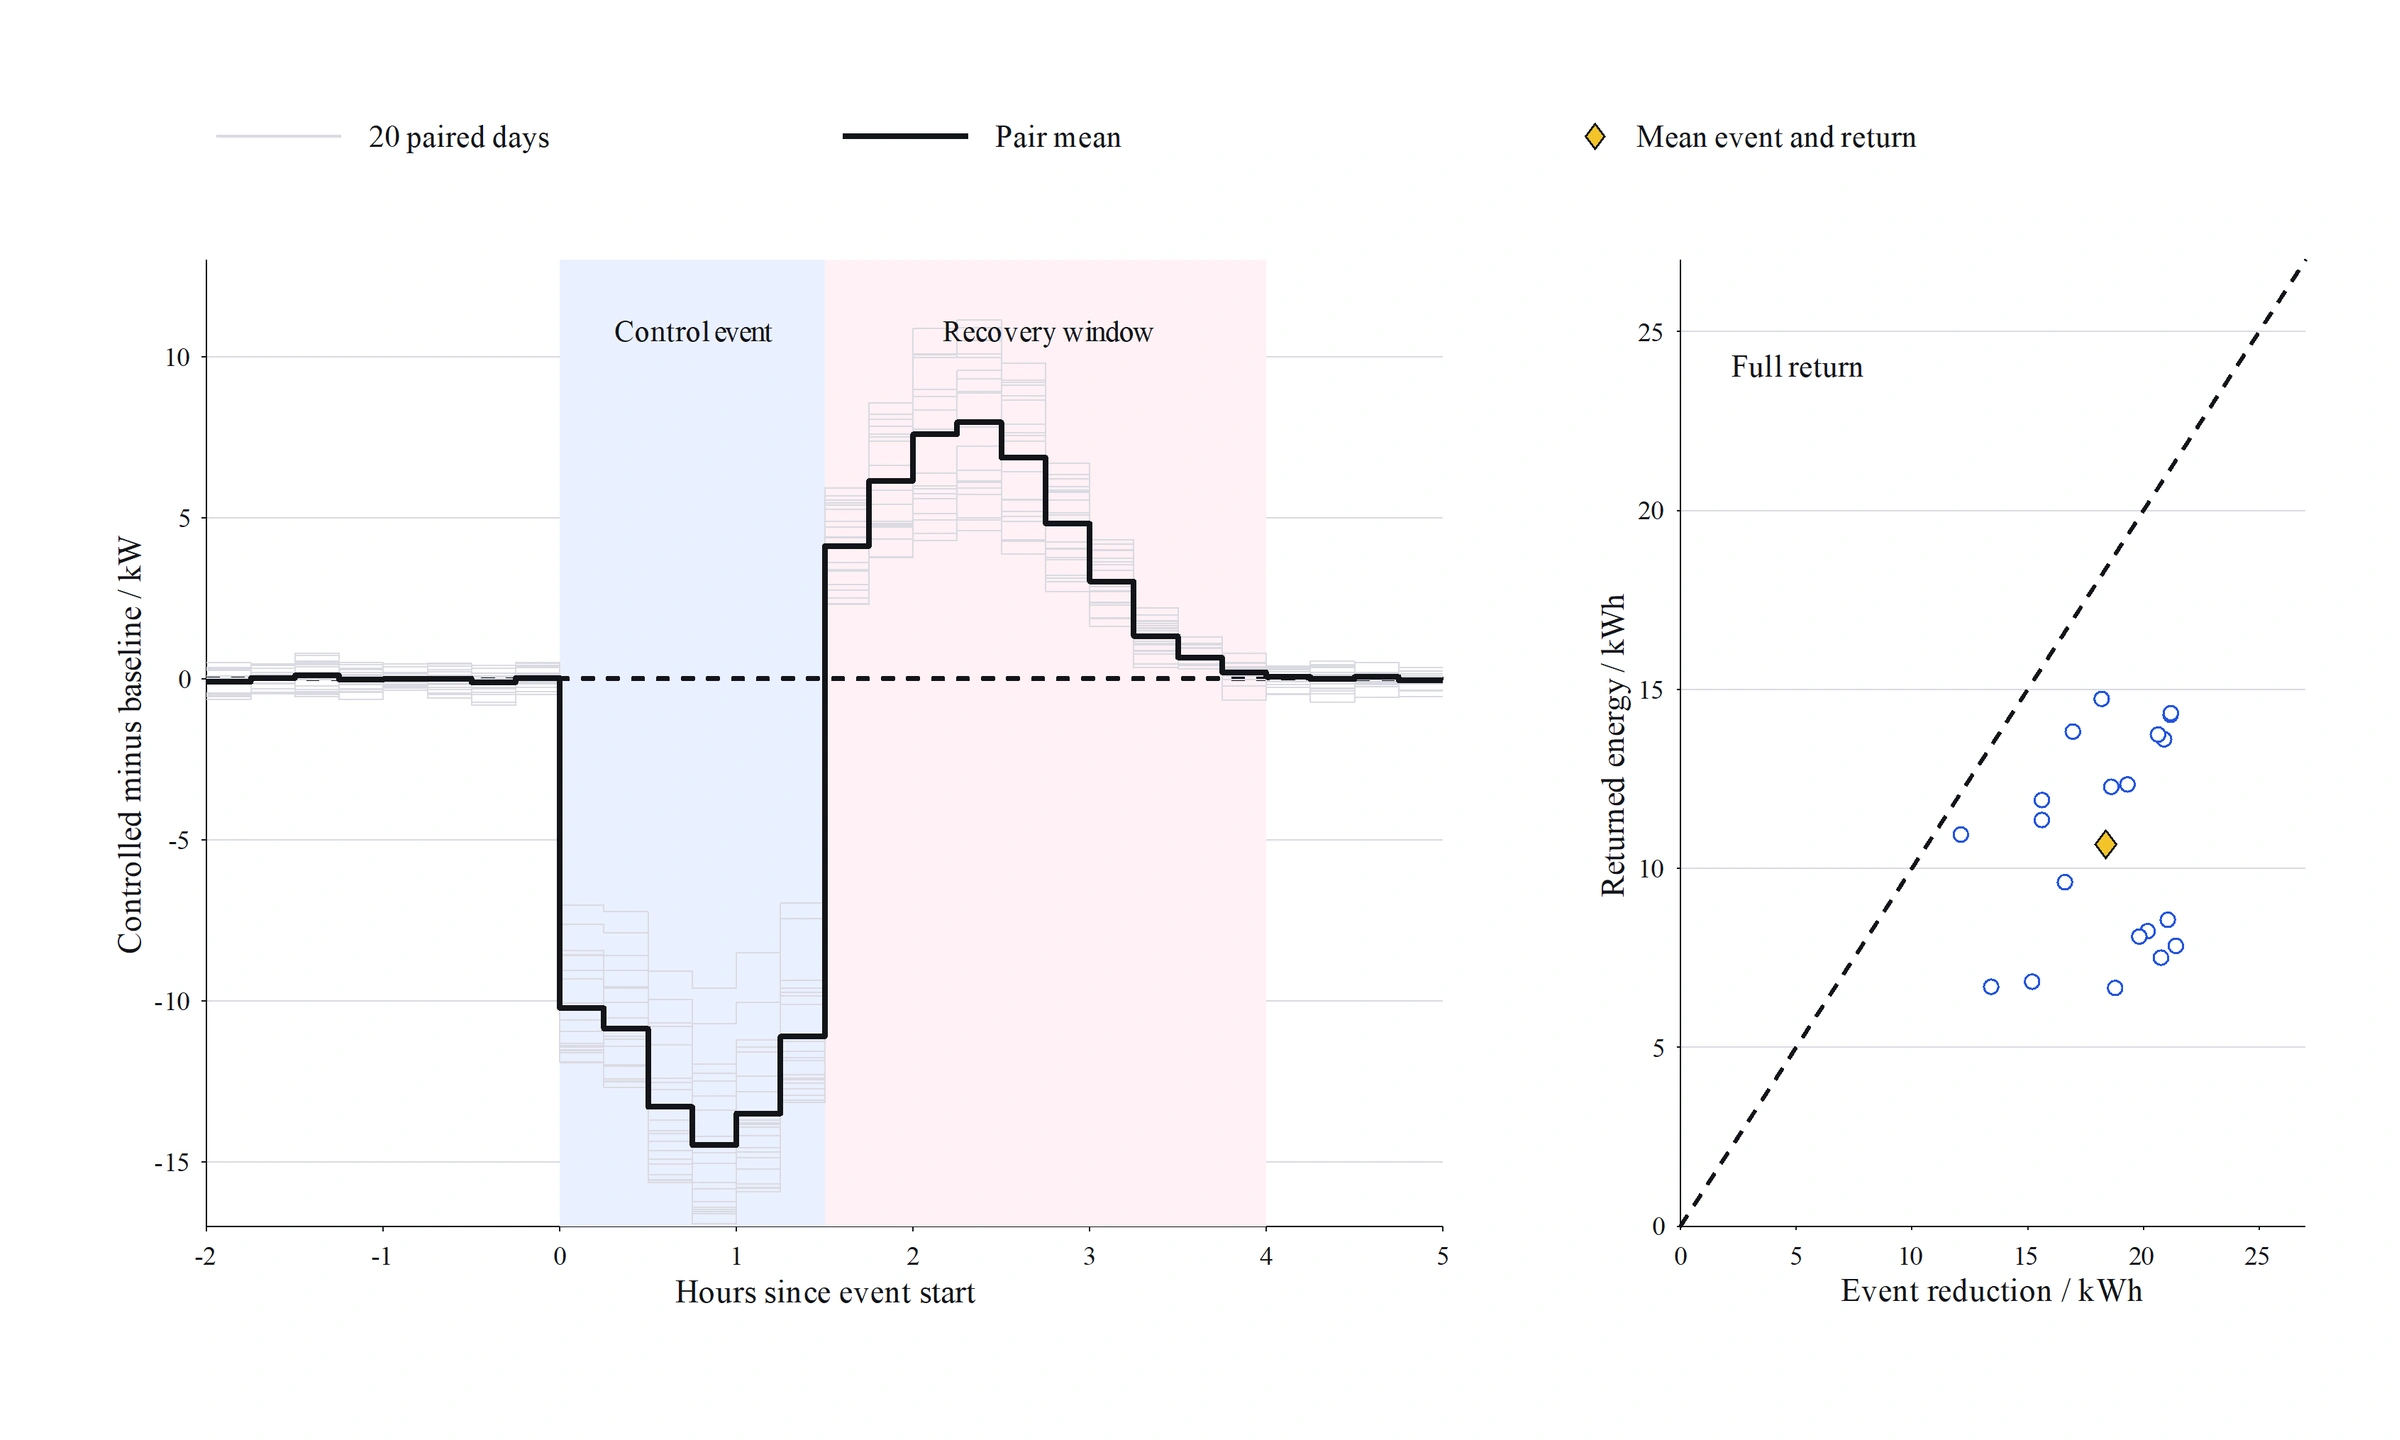 20 paired days
Pair mean
Mean event and return
Control event
Recovery window
10
5
0
-5
-10
-15
Controlled minus baseline / kW
-2 -1 0 1 2 3 4 5
Hours since event start
Full return
25
20
15
10
5
0
Returned energy / kWh
0 5 10 15 20 25
Event reduction / kWh